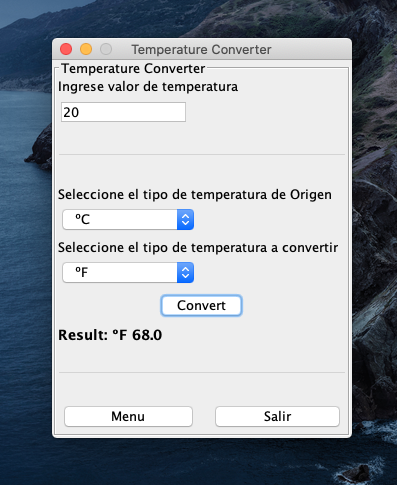 Temperature Converter
Temperature Converter
Ingrese valor de temperatura
20
Seleccione el tipo de temperatura de Origen
ºC
Seleccione el tipo de temperatura a convertir
ºF
Convert
Result: ºF 68.0
Menu Salir